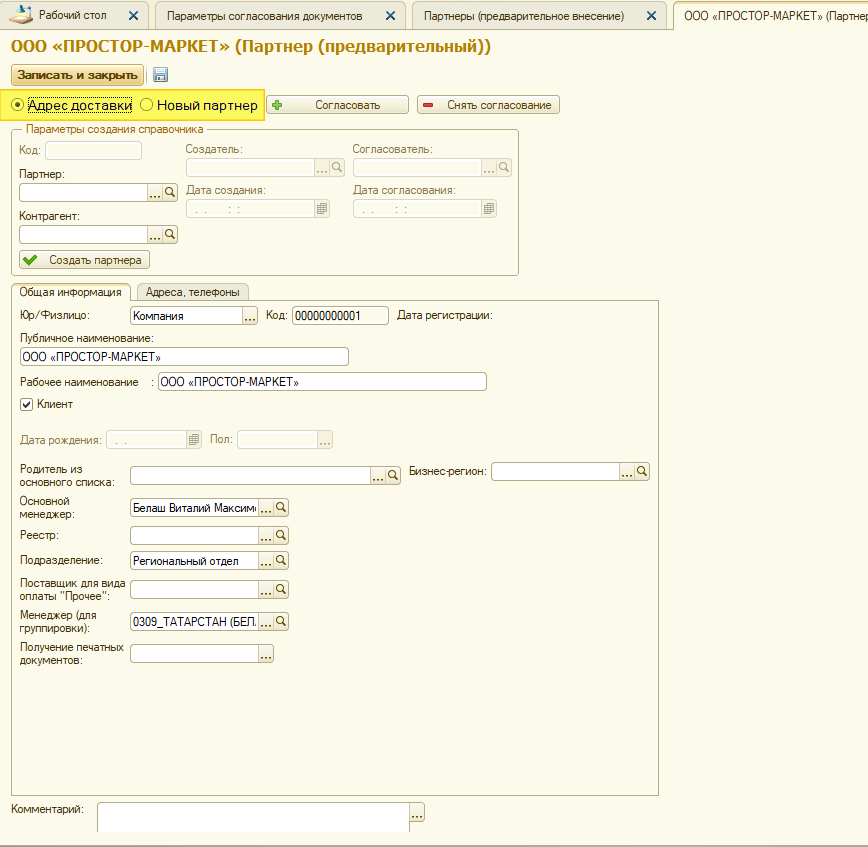 Рабочий стол
Параметры согласования документов
Партнеры (предварительное внесение)
ООО «ПРОСТОР-МАРКЕТ» (Партнер
ООО «ПРОСТОР-МАРКЕТ» (Партнер (предварительный))
Записать и закрыть
Адрес доставки Новый партнер Согласовать Снять согласование
Параметры создания справочника
Код: Создатель: Согласователь:
Партнер:
Дата создания: Дата согласования:
. . : : . . : :
Контрагент:
Создать партнера
Общая информация Адреса, телефоны
Юр/Физлицо: Компания ... Код: 00000000001 Дата регистрации:
Публичное наименование:
ООО «ПРОСТОР-МАРКЕТ»
Рабочее наименование : ООО «ПРОСТОР-МАРКЕТ»
Клиент
Дата рождения: . . Пол: ...
Родитель из
основного списка: ... Бизнес-регион: ...
Основной
менеджер: Белаш Виталий Максим ...
Реестр: ...
Подразделение: Региональный отдел ...
Поставщик для вида
оплаты "Прочее": ...
Менеджер (для
группировки): 0309_ТАТАРСТАН (БЕЛ ...
Получение печатных
документов: ...
Комментарий: ...